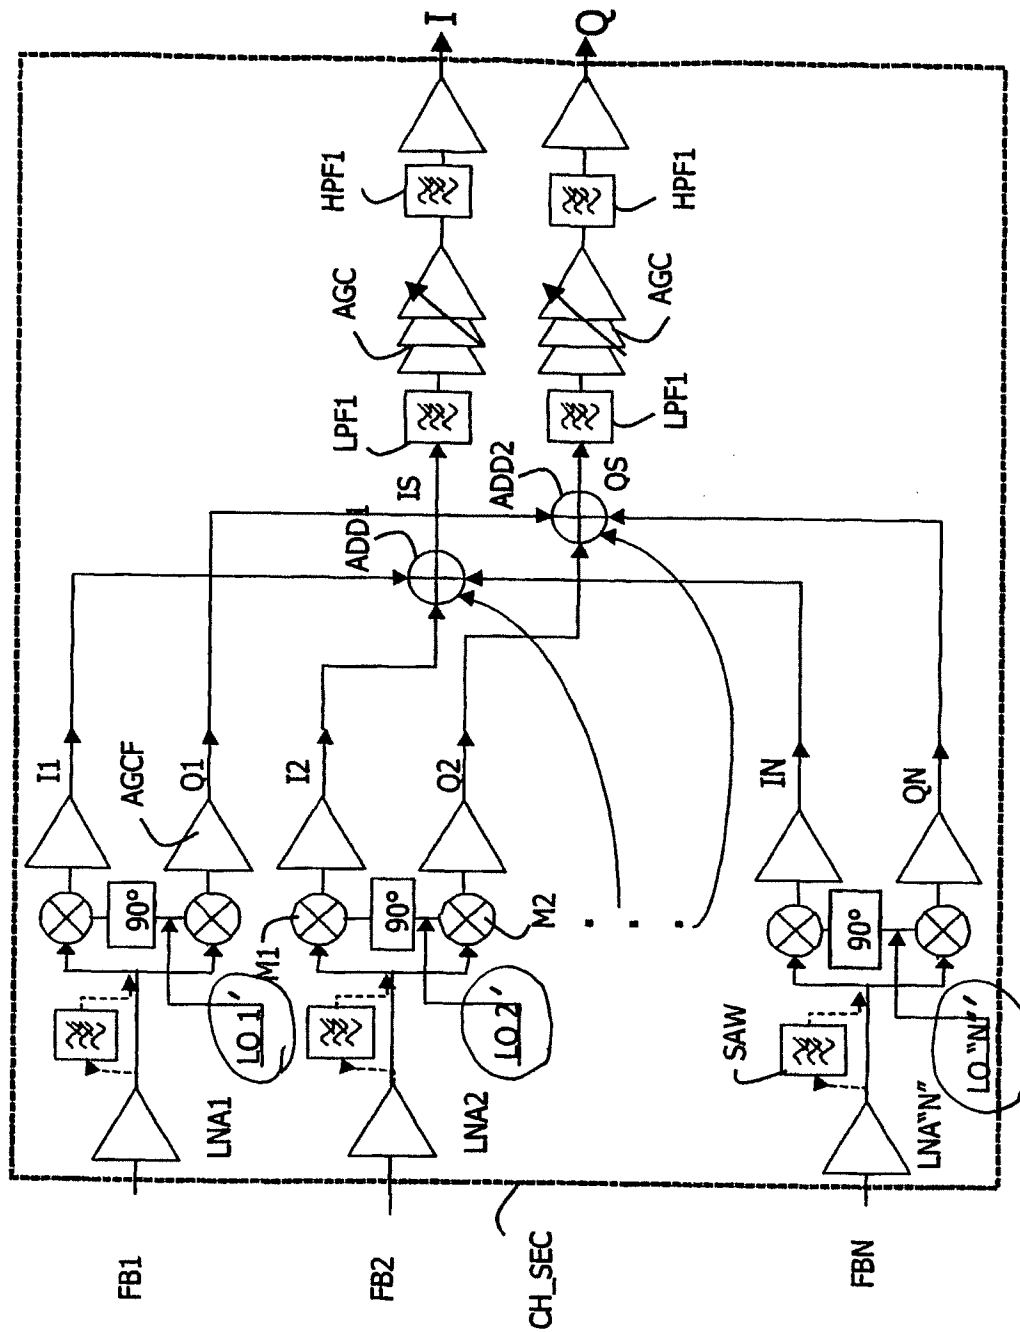 FB1
LNA1
LO 1'
90°
I1
AGCF
Q1
FB2
LNA2
LO 2'
M1
90°
M2
I2
Q2
FBN
LNA"N"
SAW
LO "N"'
90°
IN
QN
CH_SEC
ADD1
IS
LPF1
AGC
HPF1
I
ADD2
QS
LPF1
AGC
HPF1
Q